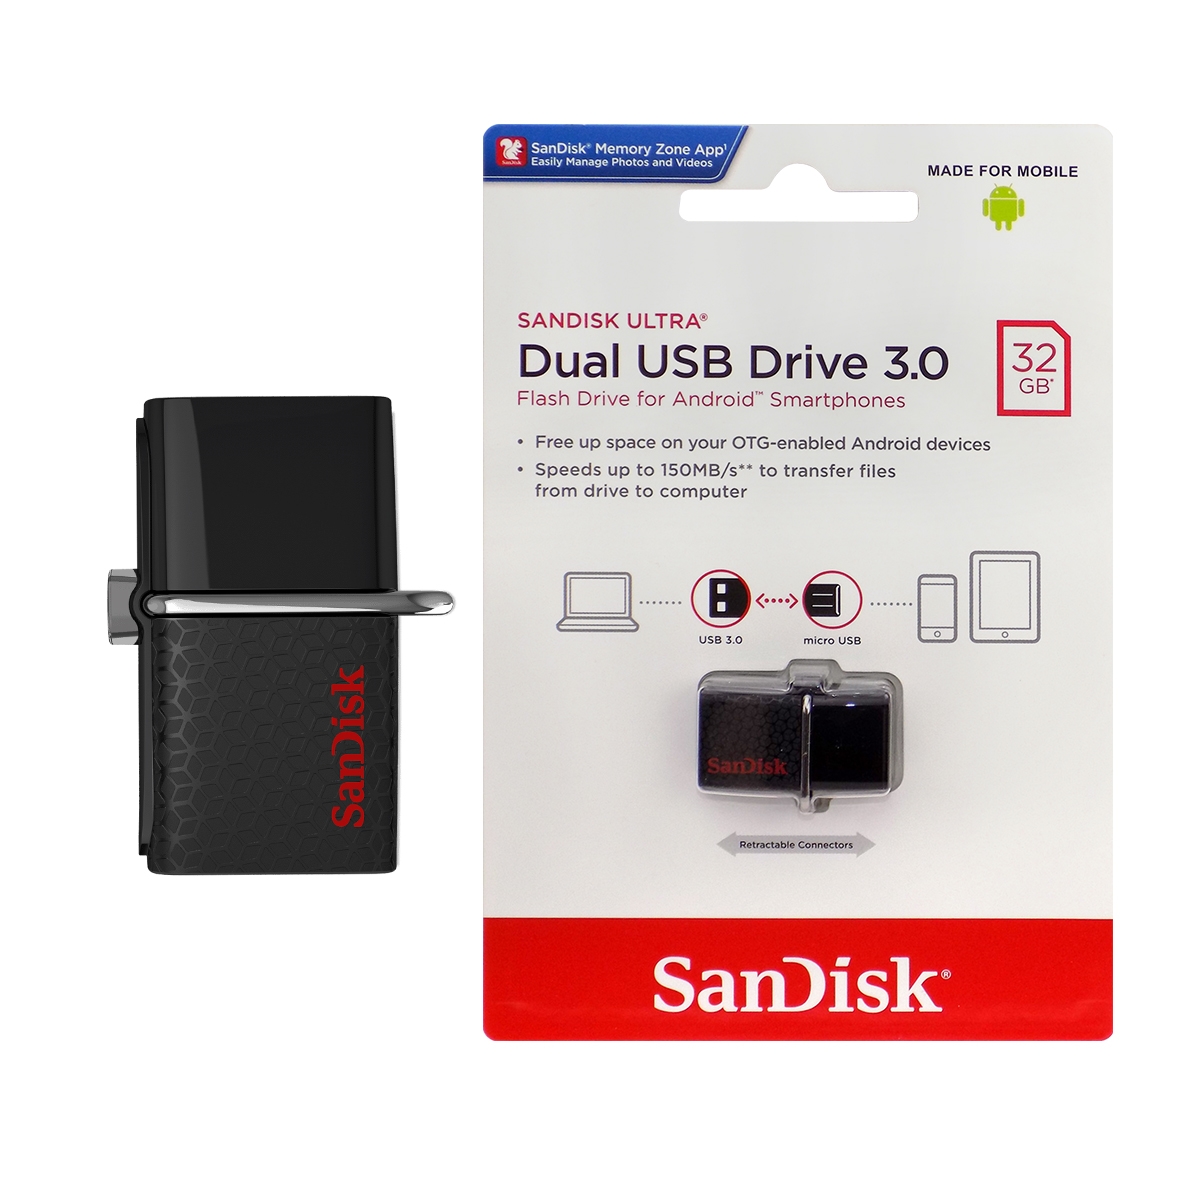 SanDisk
SanDisk
SanDisk® Memory Zone App¹
Easily Manage Photos and Videos
MADE FOR MOBILE
SANDISK ULTRA®
Dual USB Drive 3.0
Flash Drive for Android™ Smartphones
32
GB*
• Free up space on your OTG-enabled Android devices
• Speeds up to 150MB/s** to transfer files
from drive to computer
USB 3.0
micro USB
SanDisk
Retractable Connectors
SanDisk®